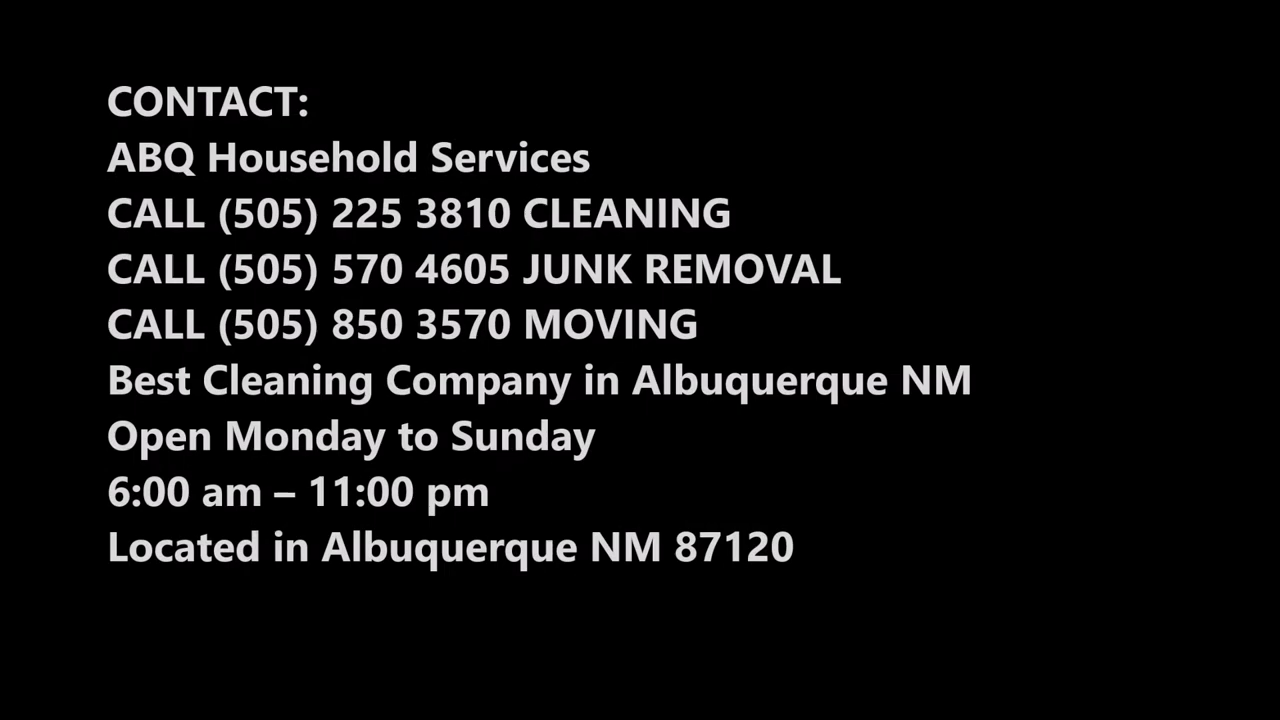 CONTACT:
ABQ Household Services
CALL (505) 225 3810 CLEANING
CALL (505) 570 4605 JUNK REMOVAL
CALL (505) 850 3570 MOVING
Best Cleaning Company in Albuquerque NM
Open Monday to Sunday
6:00 am – 11:00 pm
Located in Albuquerque NM 87120